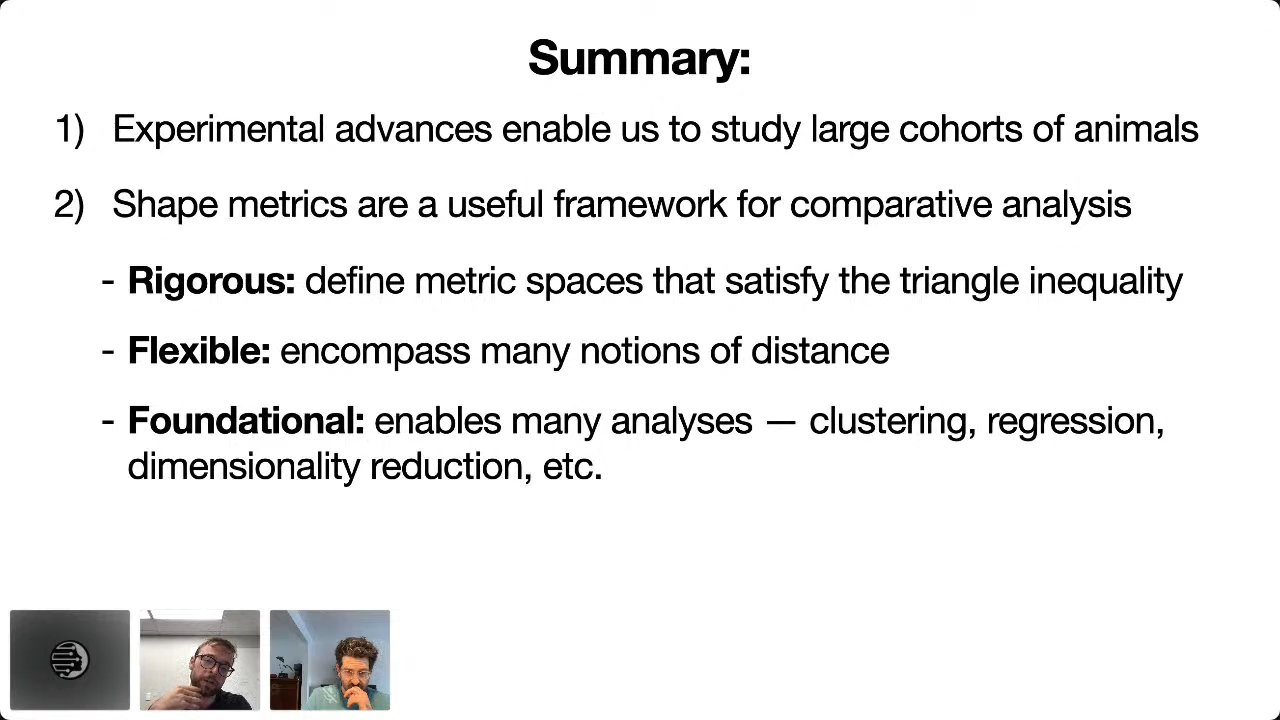 Summary:
1) Experimental advances enable us to study large cohorts of animals
2) Shape metrics are a useful framework for comparative analysis
- Rigorous: define metric spaces that satisfy the triangle inequality
- Flexible: encompass many notions of distance
- Foundational: enables many analyses — clustering, regression,
dimensionality reduction, etc.